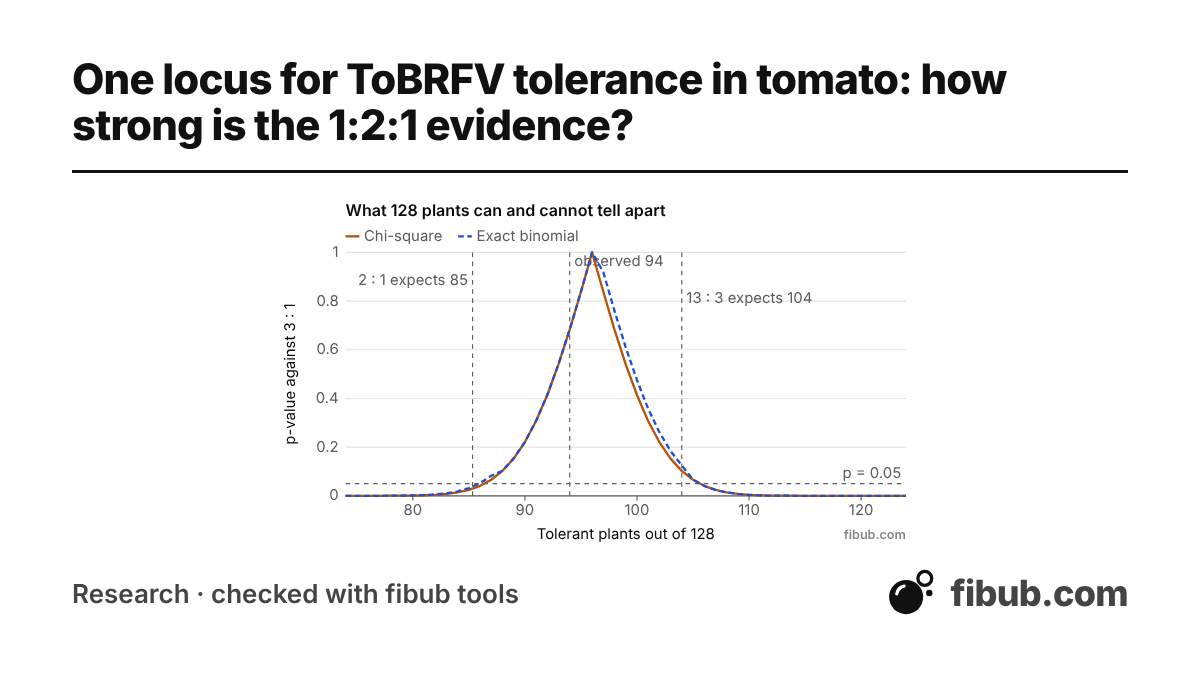 One locus for ToBRFV tolerance in tomato: how
strong is the 1:2:1 evidence?
What 128 plants can and cannot tell apart
Chi-square
Exact binomial
1
0.8
0.6
0.4
0.2
0
p-value against 3 : 1
2 : 1 expects 85
observed 94
13 : 3 expects 104
p = 0.05
80
90
100
110
120
Tolerant plants out of 128
fibub.com
Research · checked with fibub tools
fibub.com